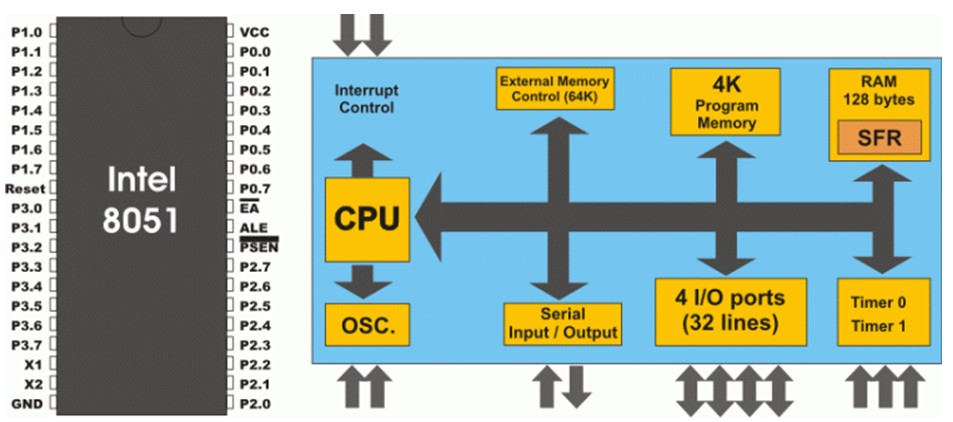 P1.0
P1.1
P1.2
P1.3
P1.4
P1.5
P1.6
P1.7
Reset
P3.0
P3.1
P3.2
P3.3
P3.4
P3.5
P3.6
P3.7
X1
X2
GND
Intel
8051
VCC
P0.0
P0.1
P0.2
P0.3
P0.4
P0.5
P0.6
P0.7
EA
ALE
PSEN
P2.7
P2.6
P2.5
P2.4
P2.3
P2.2
P2.1
P2.0
Interrupt
Control
External Memory
Control (64K)
4K
Program
Memory
RAM
128 bytes
SFR
CPU
OSC.
Serial
Input / Output
4 I/O ports
(32 lines)
Timer 0
Timer 1